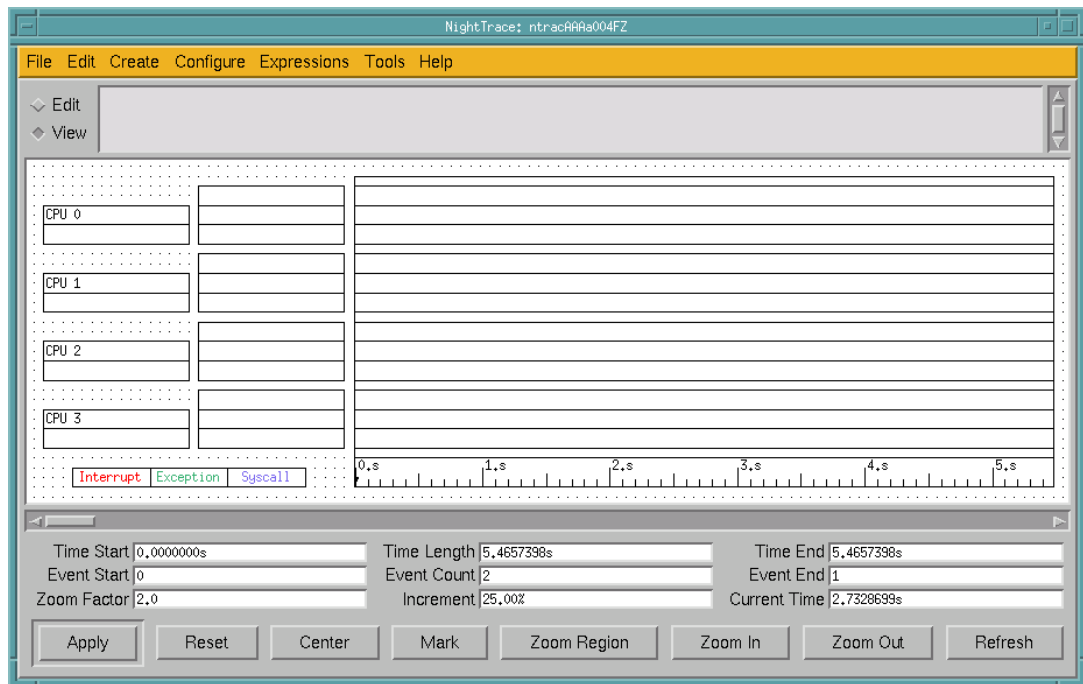 NightTrace: ntracAAAa004FZ
File Edit Create Configure Expressions Tools Help
Edit
View
CPU 0
CPU 1
CPU 2
CPU 3
Interrupt Exception Syscall
0.s 1.s 2.s 3.s 4.s 5.s
Time Start 0.0000000s Time Length 5.4657398s Time End 5.4657398s
Event Start 0 Event Count 2 Event End 1
Zoom Factor 2.0 Increment 25.00% Current Time 2.7328699s
Apply Reset Center Mark Zoom Region Zoom In Zoom Out Refresh